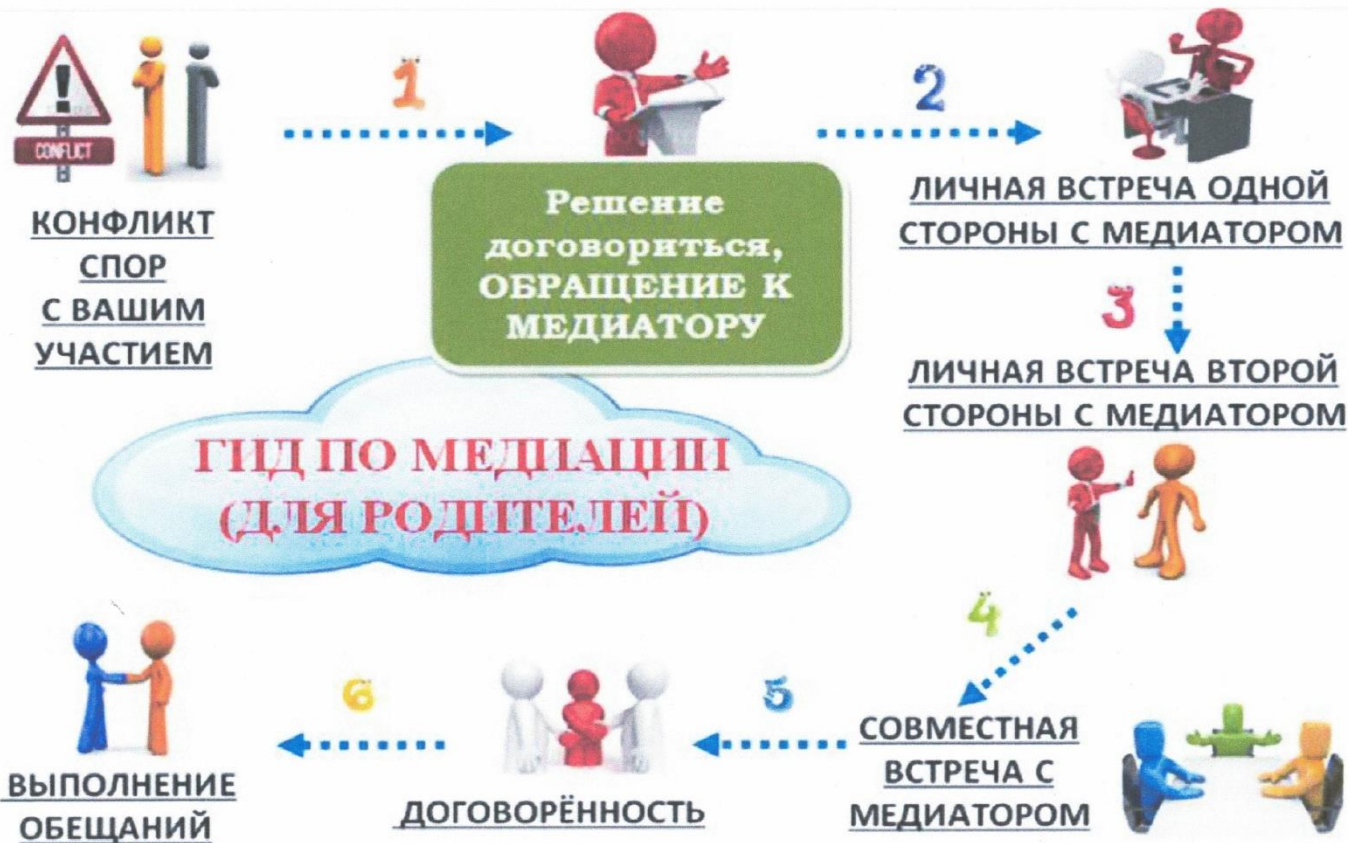 CONFLICT
КОНФЛИКТ
СПОР
С ВАШИМ
УЧАСТИЕМ
1
Решение
договориться,
ОБРАЩЕНИЕ К
МЕДИАТОРУ
2
ЛИЧНАЯ ВСТРЕЧА ОДНОЙ
СТОРОНЫ С МЕДИАТОРОМ
3
ЛИЧНАЯ ВСТРЕЧА ВТОРОЙ
СТОРОНЫ С МЕДИАТОРОМ
ГИД ПО МЕДИАЦИИ
(ДЛЯ РОДИТЕЛЕЙ)
4
СОВМЕСТНАЯ
ВСТРЕЧА С
МЕДИАТОРОМ
5
ДОГОВОРЁННОСТЬ
6
ВЫПОЛНЕНИЕ
ОБЕЩАНИЙ